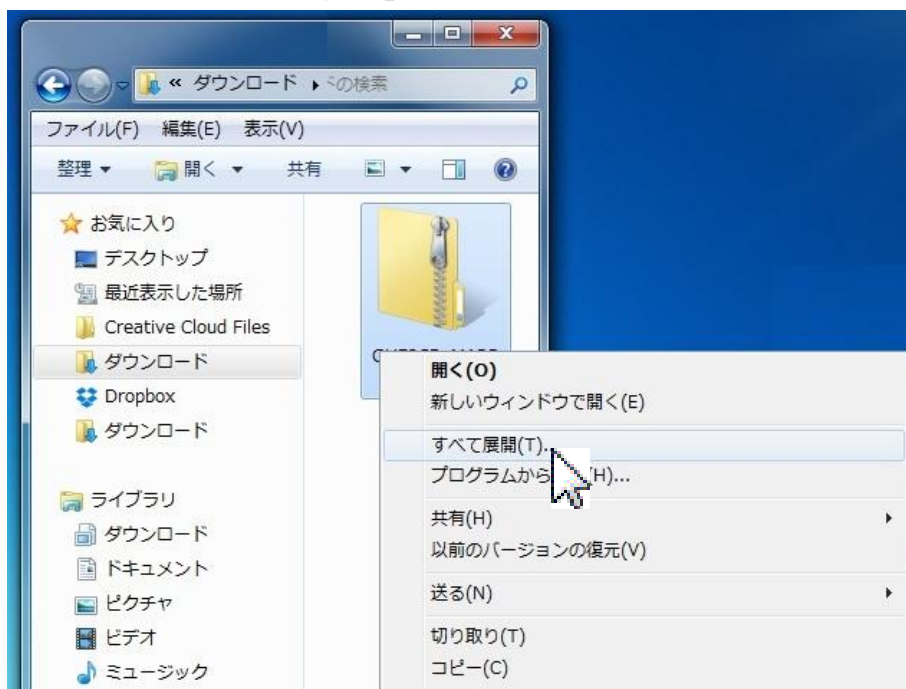 « ダウンロード
の検索
ファイル(F) 編集(E) 表示(V)
整理 開く 共有
お気に入り
デスクトップ
最近表示した場所
Creative Cloud Files
ダウンロード
Dropbox
ダウンロード
ライブラリ
ダウンロード
ドキュメント
ピクチャ
ビデオ
ミュージック
開く(O)
新しいウィンドウで開く(E)
すべて展開(T)...
プログラムから (H)...
共有(H)
以前のバージョンの復元(V)
送る(N)
切り取り(T)
コピー(C)